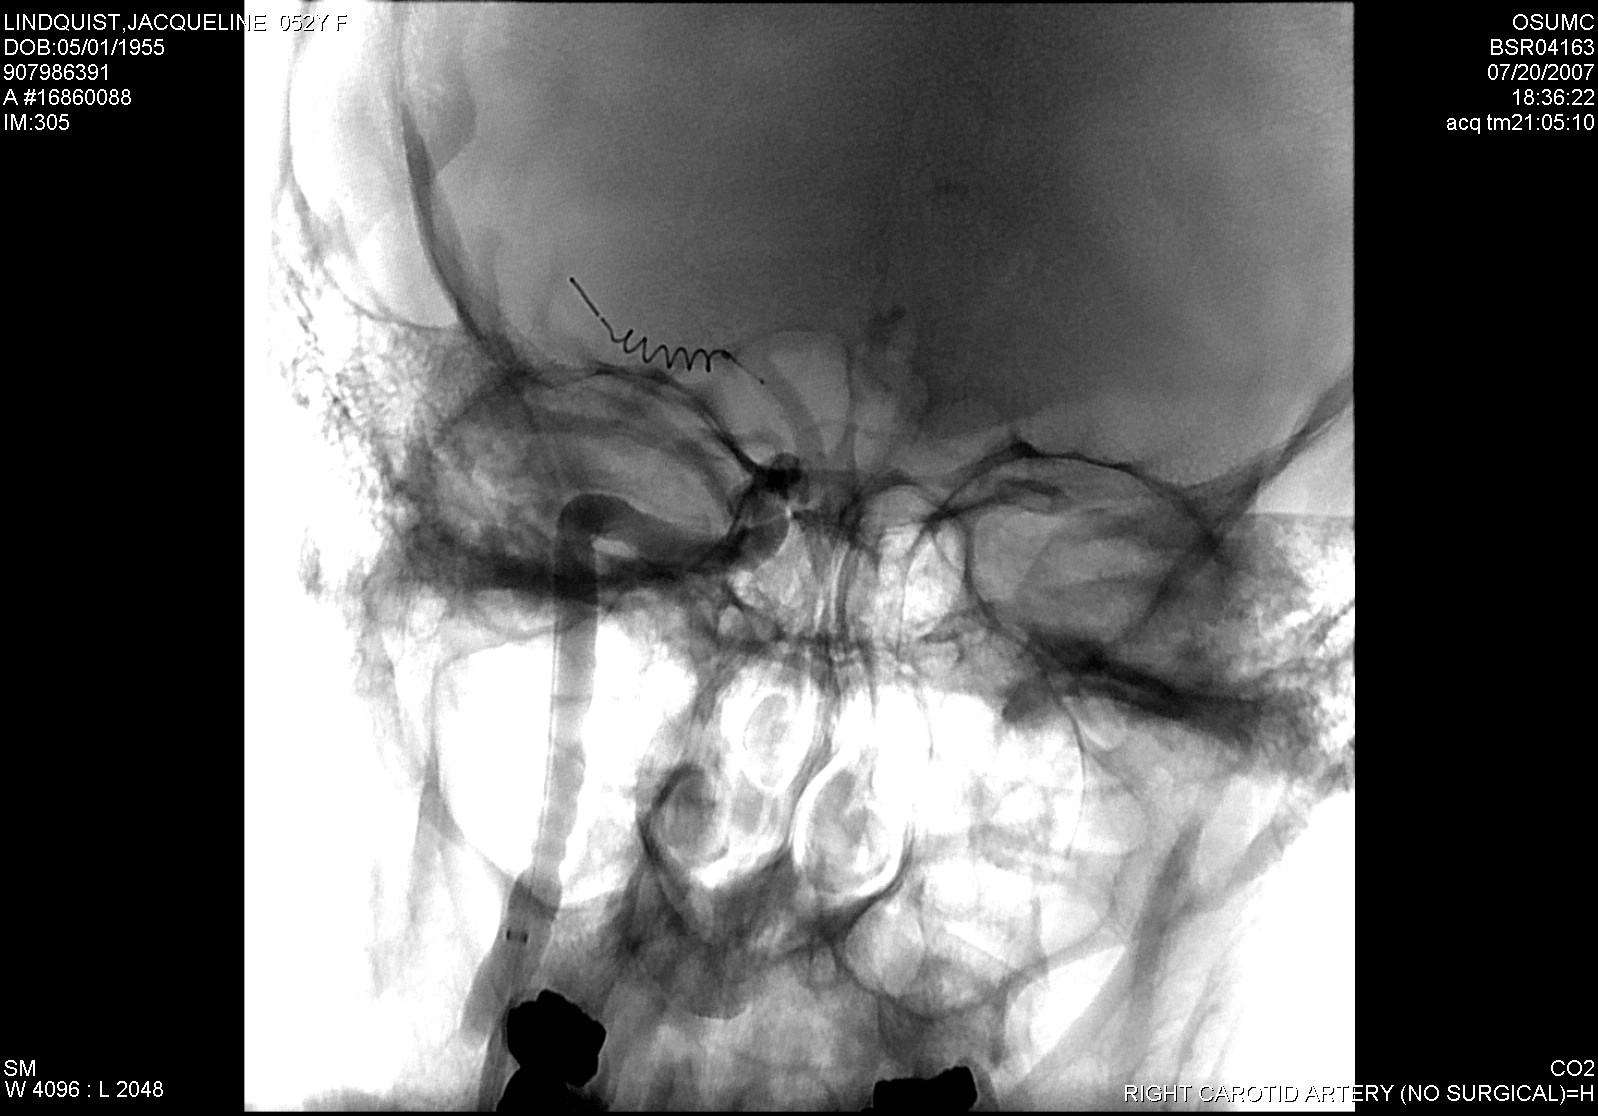 LINDQUIST,JACQUELINE 052Y F
DOB:05/01/1955
907986391
A #16860088
IM:305
OSUMC
BSR04163
07/20/2007
18:36:22
acq tm21:05:10
SM
W 4096 : L 2048
CO2
RIGHT CAROTID ARTERY (NO SURGICAL)=H